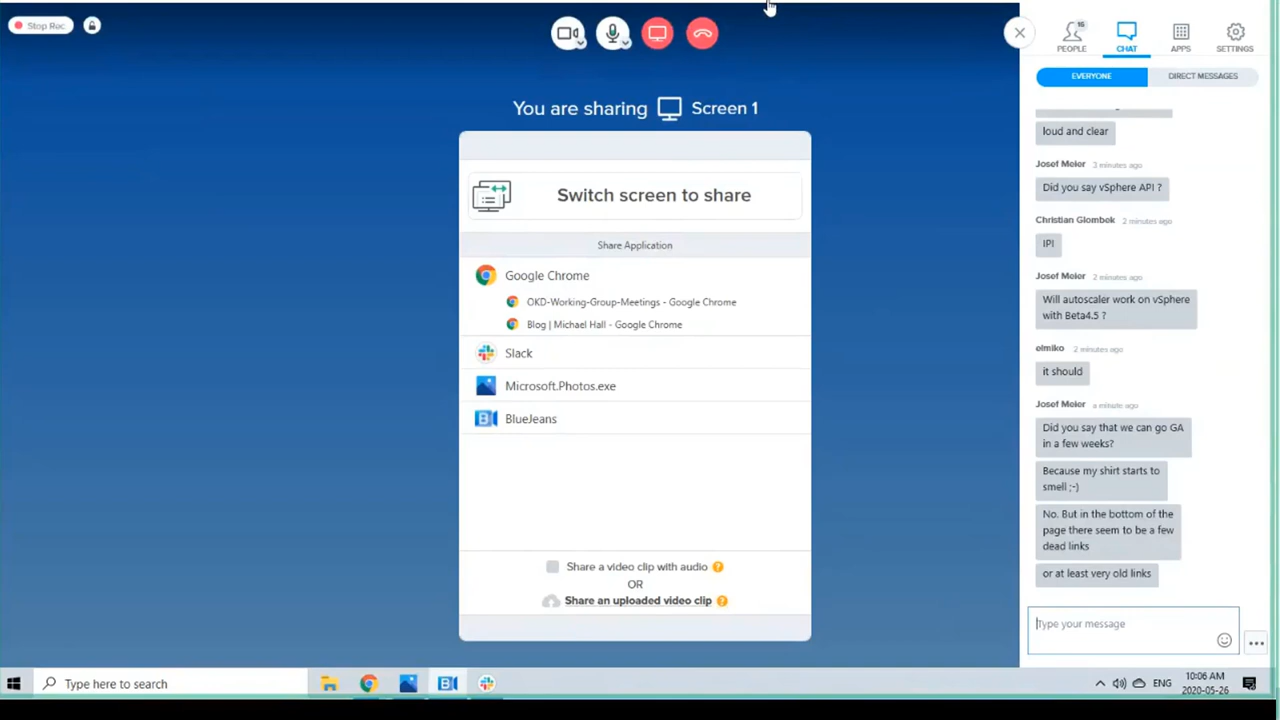 Stop Rec
You are sharing Screen 1
Switch screen to share
Share Application
Google Chrome
OKD-Working-Group-Meetings - Google Chrome
Blog | Michael Hall - Google Chrome
Slack
Microsoft.Photos.exe
BlueJeans
Share a video clip with audio ?
OR
Share an uploaded video clip ?
16
PEOPLE
CHAT
APPS
SETTINGS
EVERYONE
DIRECT MESSAGES
loud and clear
Josef Meier 3 minutes ago
Did you say vSphere API ?
Christian Glombek 2 minutes ago
IPI
Josef Meier 2 minutes ago
Will autoscaler work on vSphere
with Beta4.5 ?
elmiko 2 minutes ago
it should
Josef Meier a minute ago
Did you say that we can go GA
in a few weeks?
Because my shirt starts to
smell ;-)
No. But in the bottom of the
page there seem to be a few
dead links
or at least very old links
Type your message
Type here to search
ENG
10:06 AM
2020-05-26